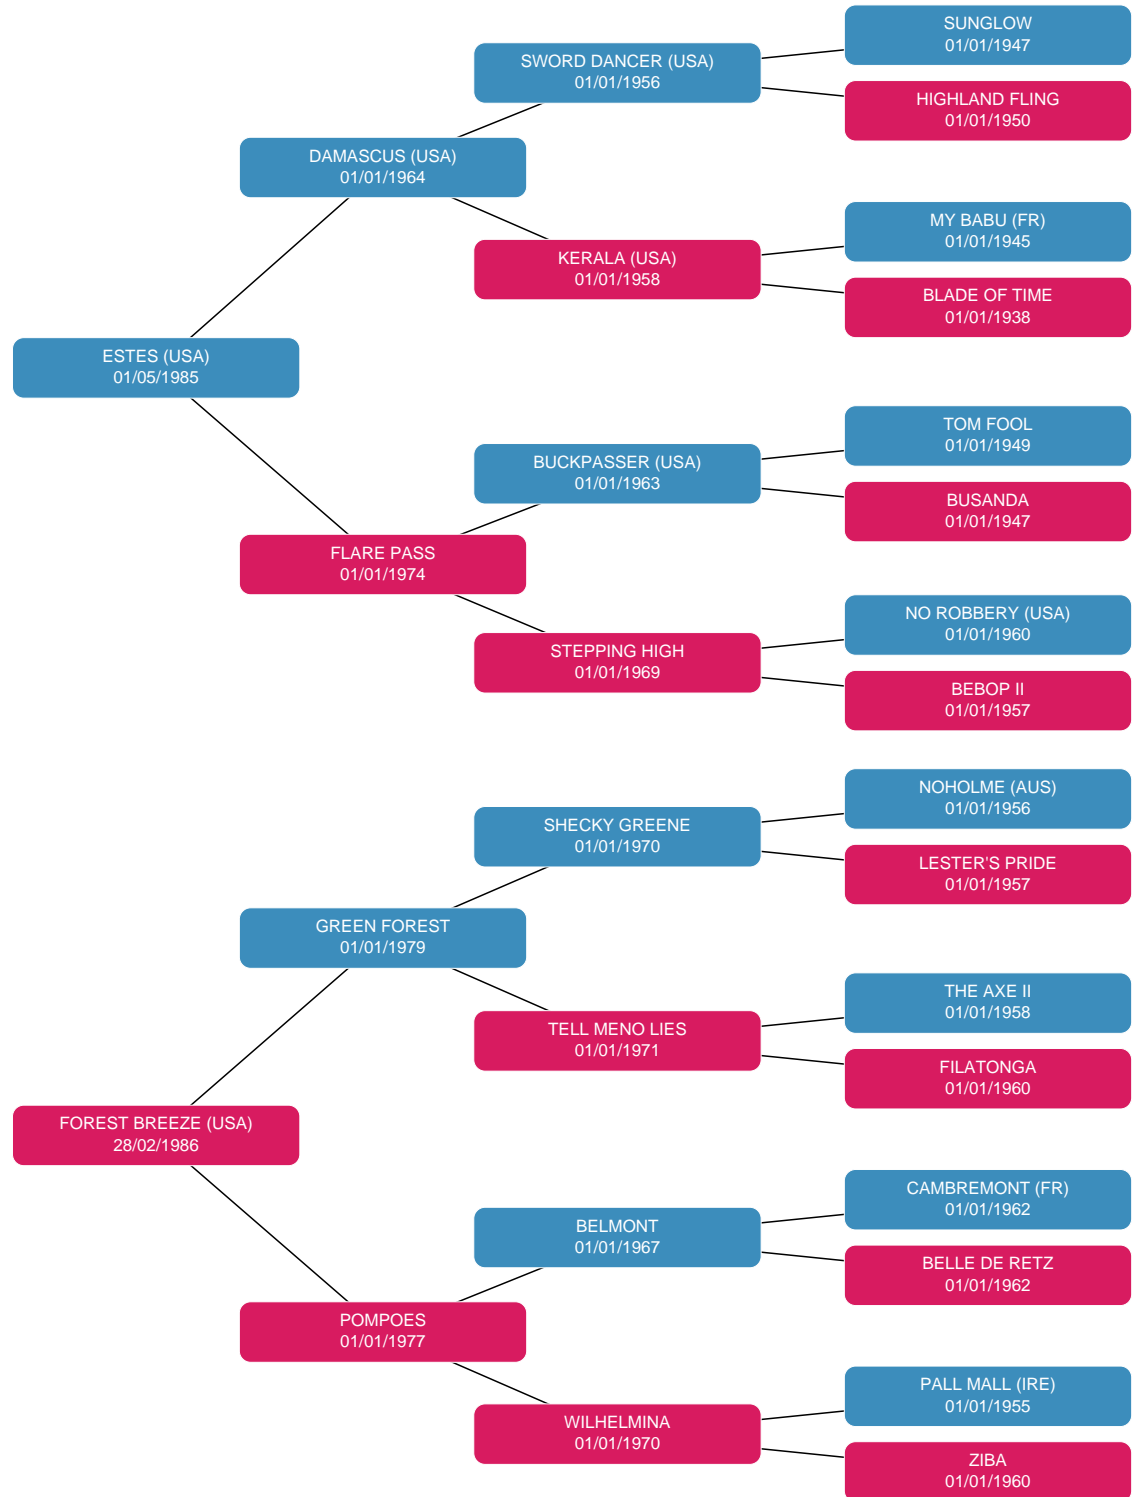 SUNGLOW
01/01/1947
SWORD DANCER (USA)
01/01/1956
HIGHLAND FLING
01/01/1950
DAMASCUS (USA)
01/01/1964
MY BABU (FR)
01/01/1945
KERALA (USA)
01/01/1958
BLADE OF TIME
01/01/1938
ESTES (USA)
01/05/1985
TOM FOOL
01/01/1949
BUCKPASSER (USA)
01/01/1963
BUSANDA
01/01/1947
FLARE PASS
01/01/1974
NO ROBBERY (USA)
01/01/1960
STEPPING HIGH
01/01/1969
BEBOP II
01/01/1957
NOHOLME (AUS)
01/01/1956
SHECKY GREENE
01/01/1970
LESTER'S PRIDE
01/01/1957
GREEN FOREST
01/01/1979
THE AXE II
01/01/1958
TELL MENO LIES
01/01/1971
FILATONGA
01/01/1960
FOREST BREEZE (USA)
28/02/1986
CAMBREMONT (FR)
01/01/1962
BELMONT
01/01/1967
BELLE DE RETZ
01/01/1962
POMPOES
01/01/1977
PALL MALL (IRE)
01/01/1955
WILHELMINA
01/01/1970
ZIBA
01/01/1960